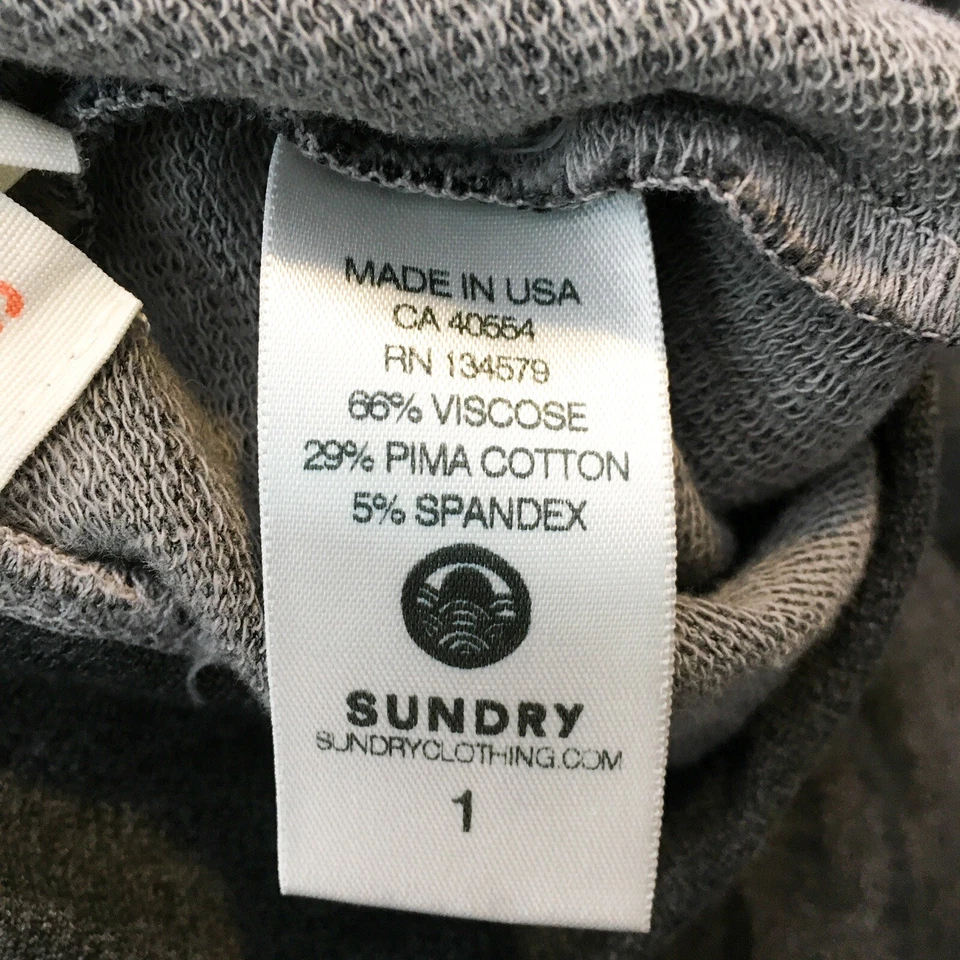 MADE IN USA
CA 40554
RN 134579
66% VISCOSE
29% PIMA COTTON
5% SPANDEX
SUNDRY
SUNDRYCLOTHING.COM
1